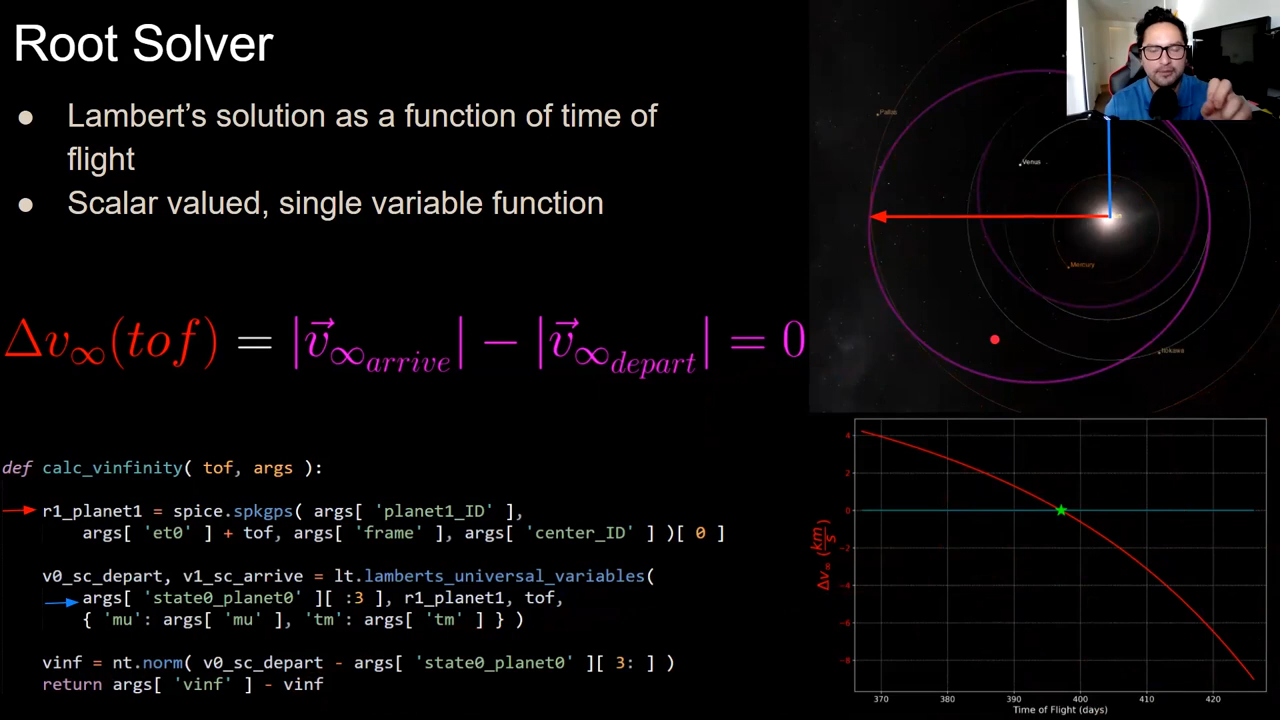 Root Solver
● Lambert's solution as a function of time of
flight
● Scalar valued, single variable function
Δv∞(tof) = |v⃗∞arrive| − |v⃗∞depart| = 0
def calc_vinfinity( tof, args ):
r1_planet1 = spice.spkgps( args[ 'planet1_ID' ],
args[ 'et0' ] + tof, args[ 'frame' ], args[ 'center_ID' ] )[ 0 ]
v0_sc_depart, v1_sc_arrive = lt.lamberts_universal_variables(
args[ 'state0_planet0' ][ :3 ], r1_planet1, tof,
{ 'mu': args[ 'mu' ], 'tm': args[ 'tm' ] } )
vinf = nt.norm( v0_sc_depart - args[ 'state0_planet0' ][ 3: ] )
return args[ 'vinf' ] - vinf
Pallas
Venus
Mercury
Itokawa
4
2
0
-2
-4
-6
-8
Δv∞ (km/s)
370 380 390 400 410 420
Time of Flight (days)